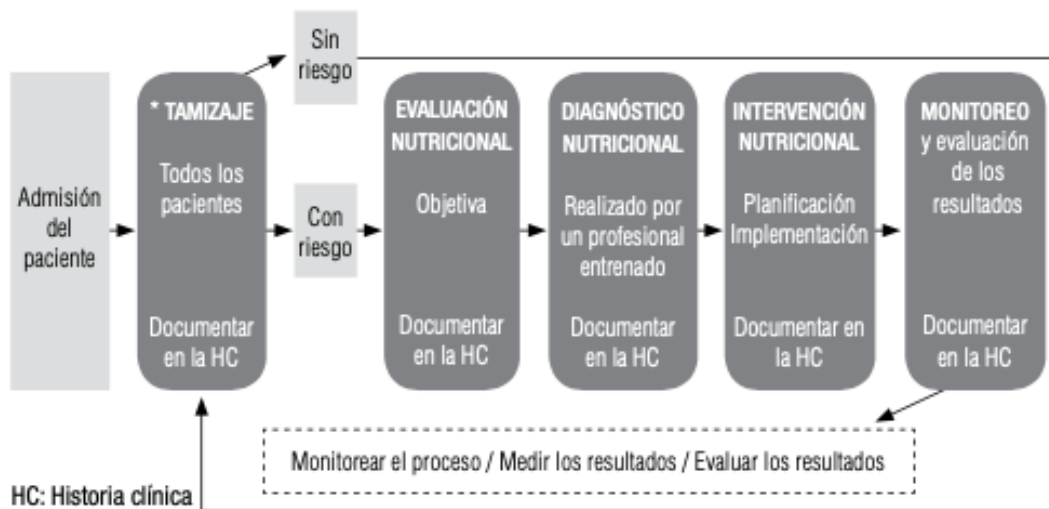 Admisión
del
paciente
* TAMIZAJE
Todos los
pacientes
Documentar
en la HC
Sin
riesgo
Con
riesgo
EVALUACIÓN
NUTRICIONAL
Objetiva
Documentar
en la HC
DIAGNÓSTICO
NUTRICIONAL
Realizado por
un profesional
entrenado
Documentar
en la HC
INTERVENCIÓN
NUTRICIONAL
Planificación
Implementación
Documentar en
la HC
MONITOREO
y evaluación
de los
resultados
Documentar
en la HC
Monitorear el proceso / Medir los resultados / Evaluar los resultados
HC: Historia clínica